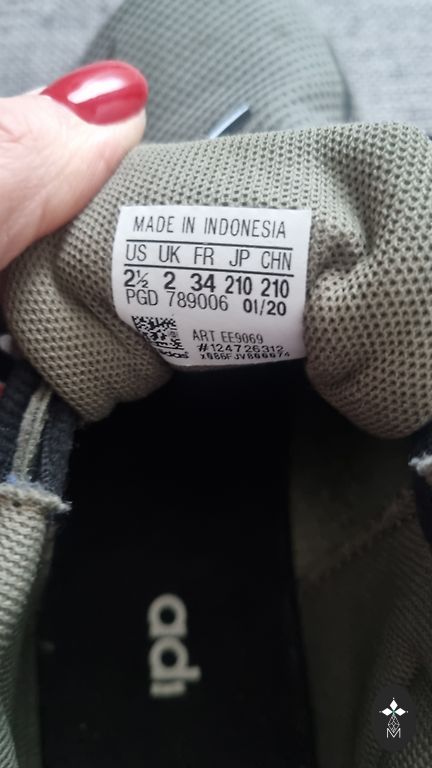 MADE IN INDONESIA
US UK FR JP CHN
2½ 2 34 210 210
PGD 789006 01/20
ART EE9069
#124726312
adidas
adi
M